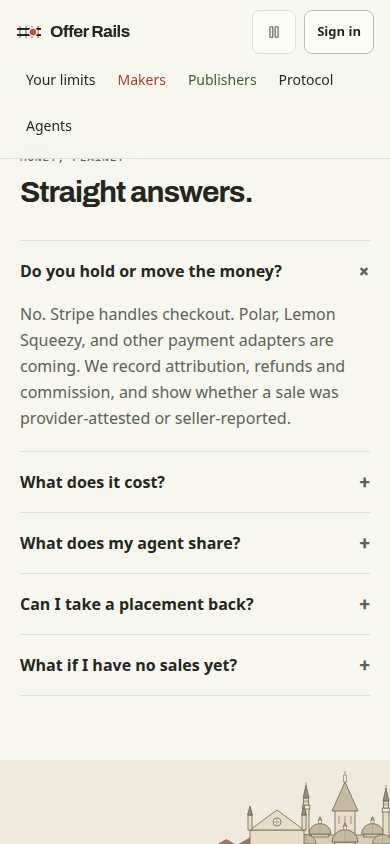 Offer Rails
Sign in
Your limits
Makers
Publishers
Protocol
Agents
Straight answers.
Do you hold or move the money?
No. Stripe handles checkout. Polar, Lemon
Squeezy, and other payment adapters are
coming. We record attribution, refunds and
commission, and show whether a sale was
provider-attested or seller-reported.
What does it cost?
What does my agent share?
Can I take a placement back?
What if I have no sales yet?